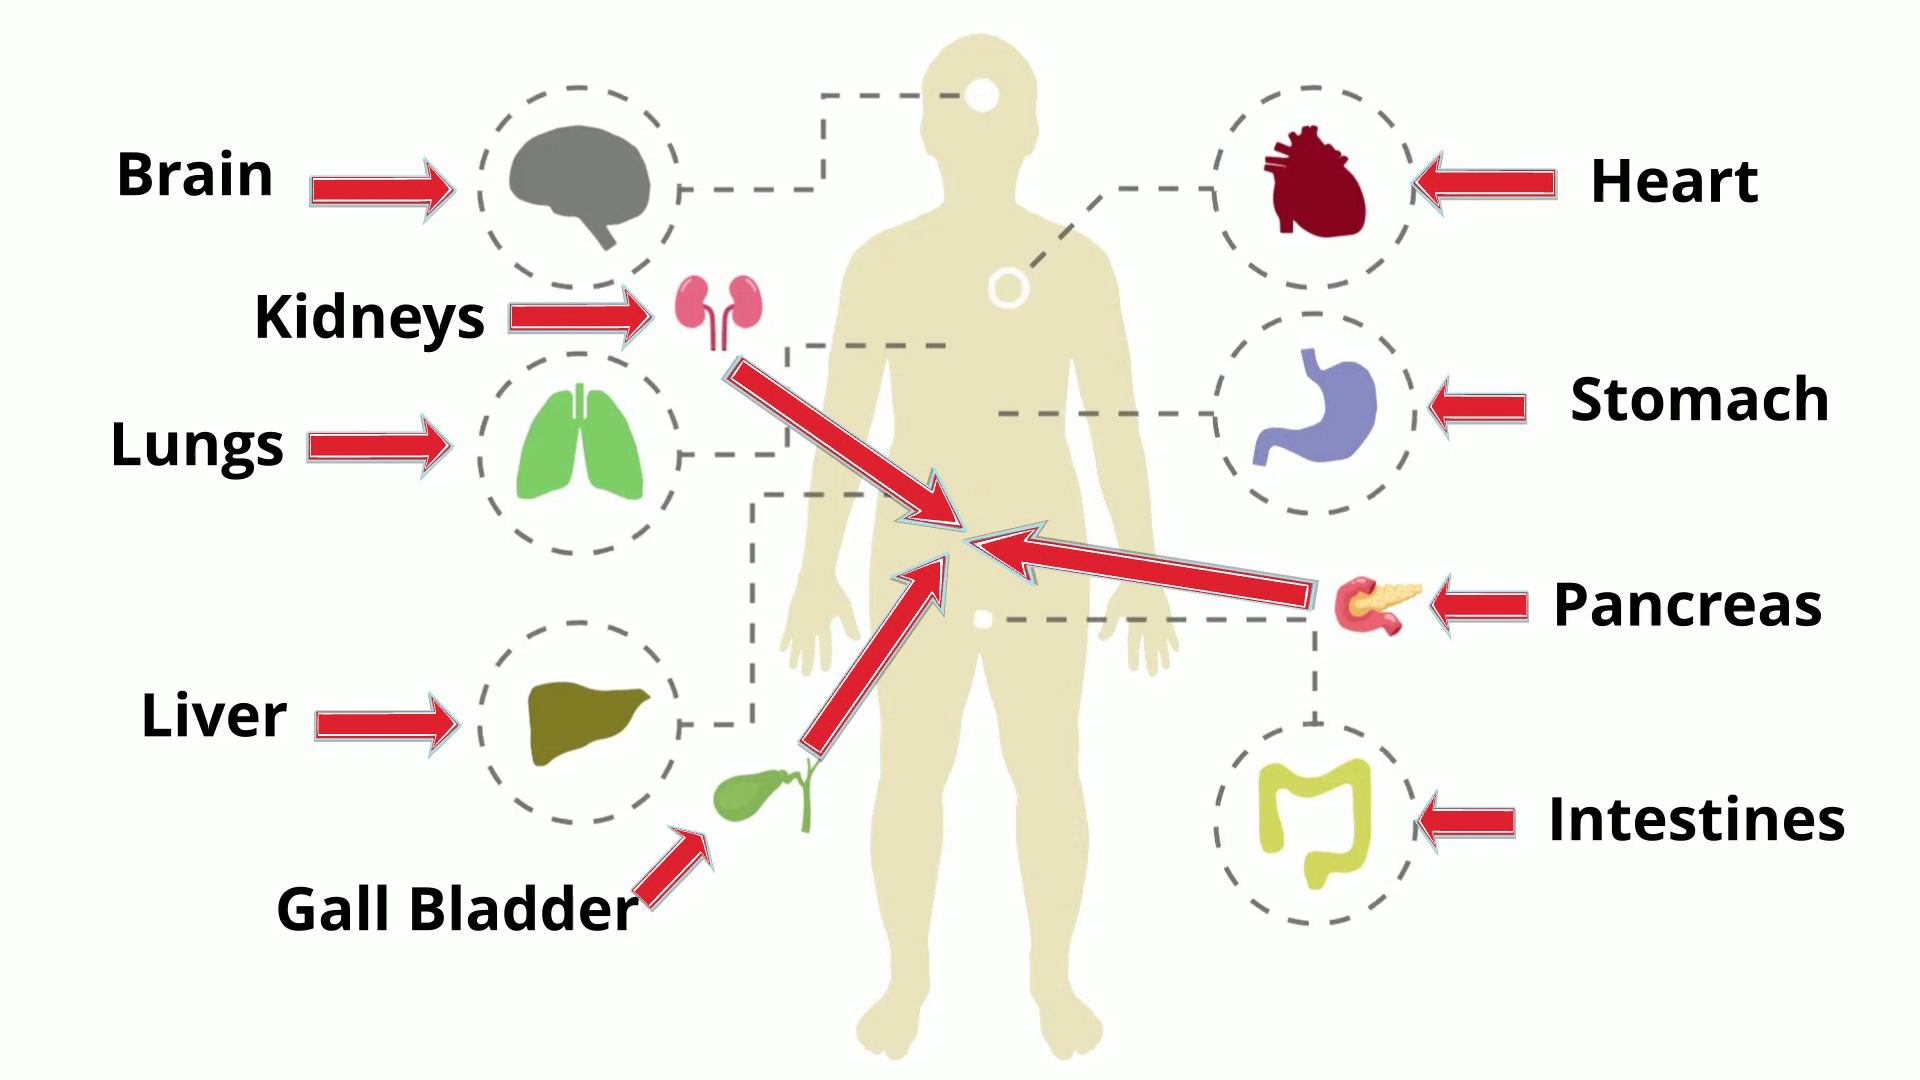 Brain
Heart
Kidneys
Stomach
Lungs
Pancreas
Liver
Intestines
Gall Bladder